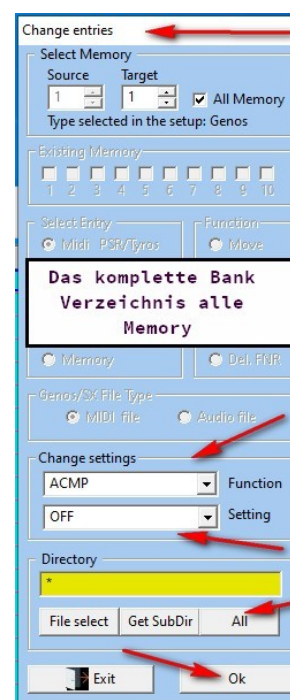 Change entries
Select Memory
Source Target
1 1 All Memory
Type selected in the setup: Genos
Existing Memory
1 2 3 4 5 6 7 8 9 10
Select Entry Function
Midi PSR/Tyros Move
Das komplette Bank
Verzeichnis alle
Memory
Memory Del. FNR
Genos/SX File Type
MIDI file Audio file
Change settings
ACMP Function
OFF Setting
Directory
*
File select Get SubDir All
Exit Ok